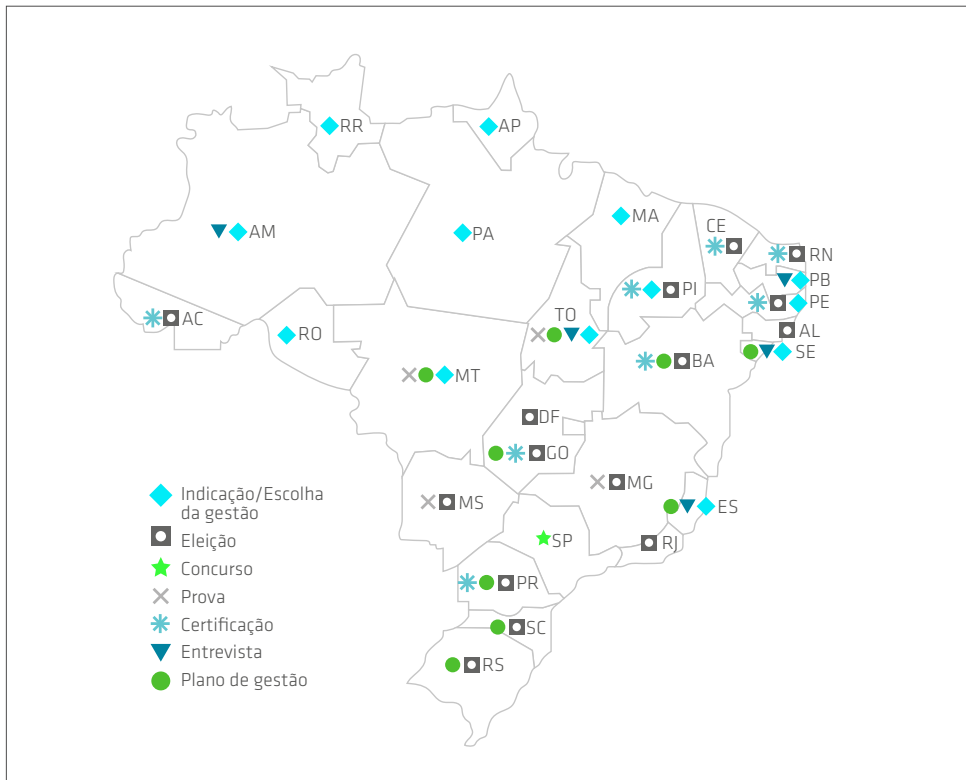 RR
AP
MA
CE
AM
PA
RN
PB
PI
PE
TO
AC
AL
RO
SE
BA
MT
DF
GO
MG
MS
ES
SP
RJ
PR
SC
RS
Indicação/Escolha
da gestão
Eleição
Concurso
Prova
Certificação
Entrevista
Plano de gestão